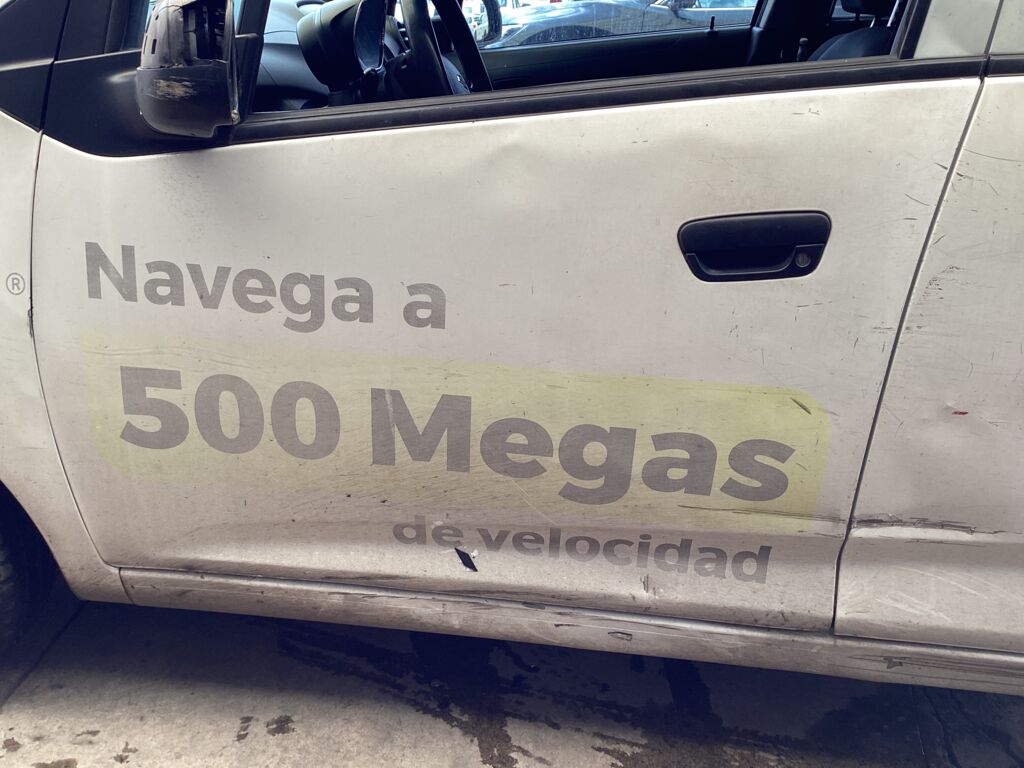 Navega a
®
500 Megas
de velocidad